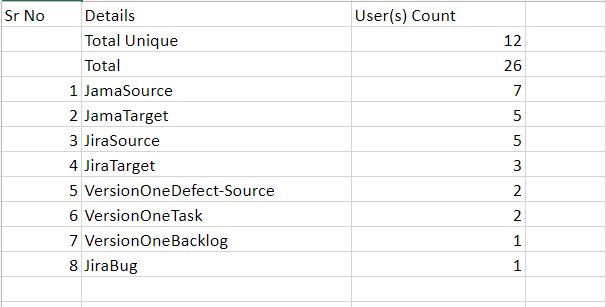 Sr No Details User(s) Count
Total Unique 12
Total 26
1 JamaSource 7
2 JamaTarget 5
3 JiraSource 5
4 JiraTarget 3
5 VersionOneDefect-Source 2
6 VersionOneTask 2
7 VersionOneBacklog 1
8 JiraBug 1